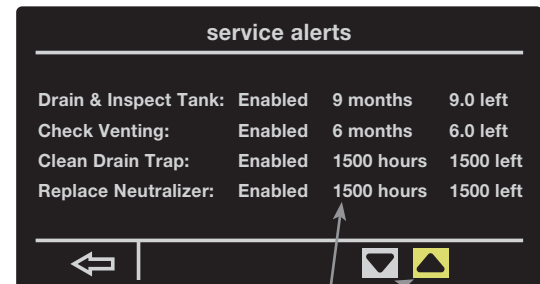 service alerts
Drain & Inspect Tank: Enabled 9 months 9.0 left
Check Venting: Enabled 6 months 6.0 left
Clean Drain Trap: Enabled 1500 hours 1500 left
Replace Neutralizer: Enabled 1500 hours 1500 left